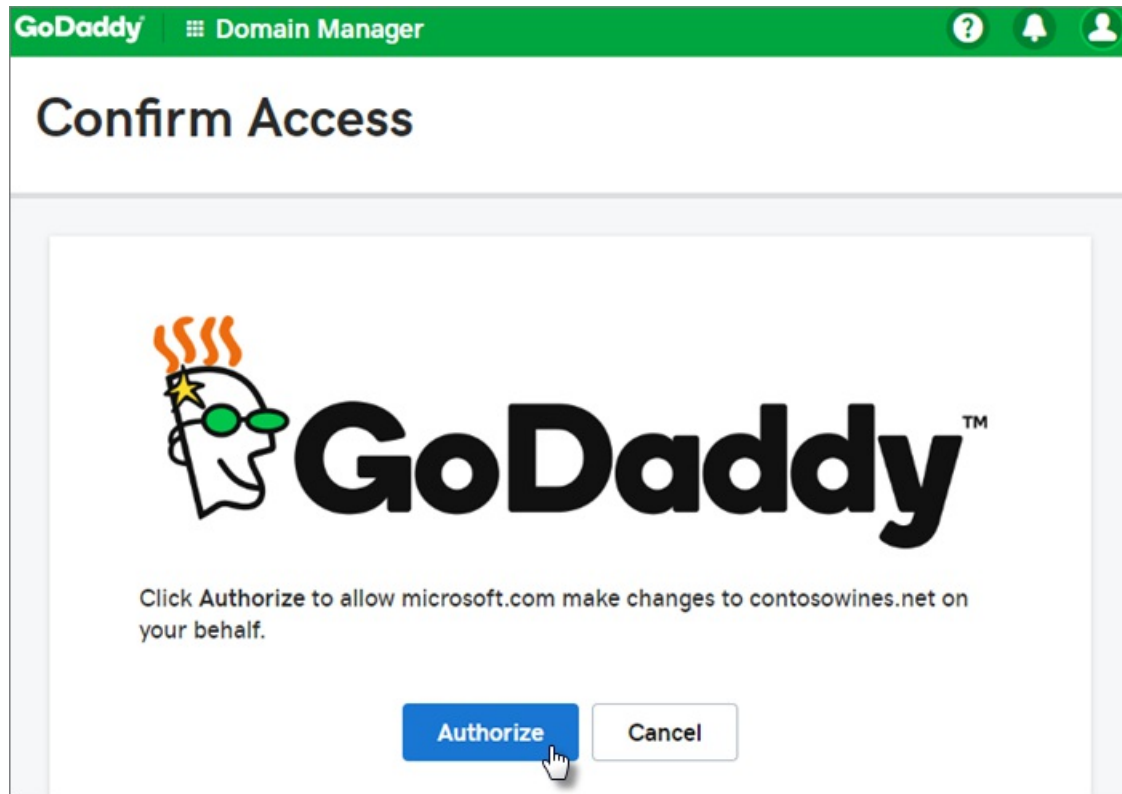 GoDaddy Domain Manager ?
Confirm Access
GoDaddy™
Click Authorize to allow microsoft.com make changes to contosowines.net on
your behalf.
Authorize Cancel